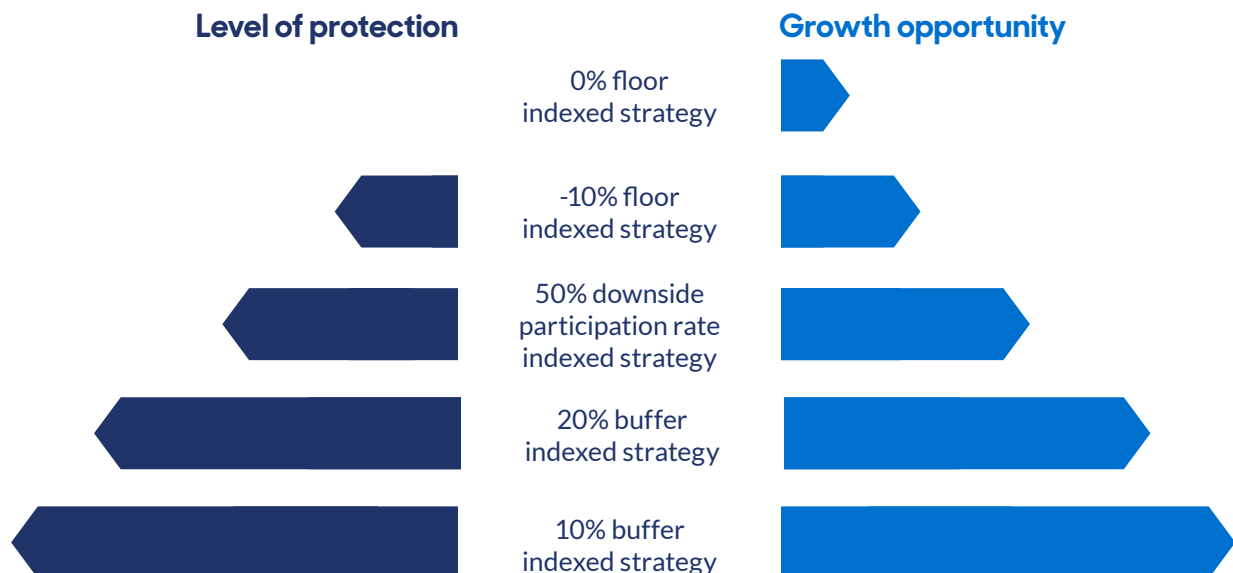 Level of protection
Growth opportunity
0% floor
indexed strategy
-10% floor
indexed strategy
50% downside
participation rate
indexed strategy
20% buffer
indexed strategy
10% buffer
indexed strategy